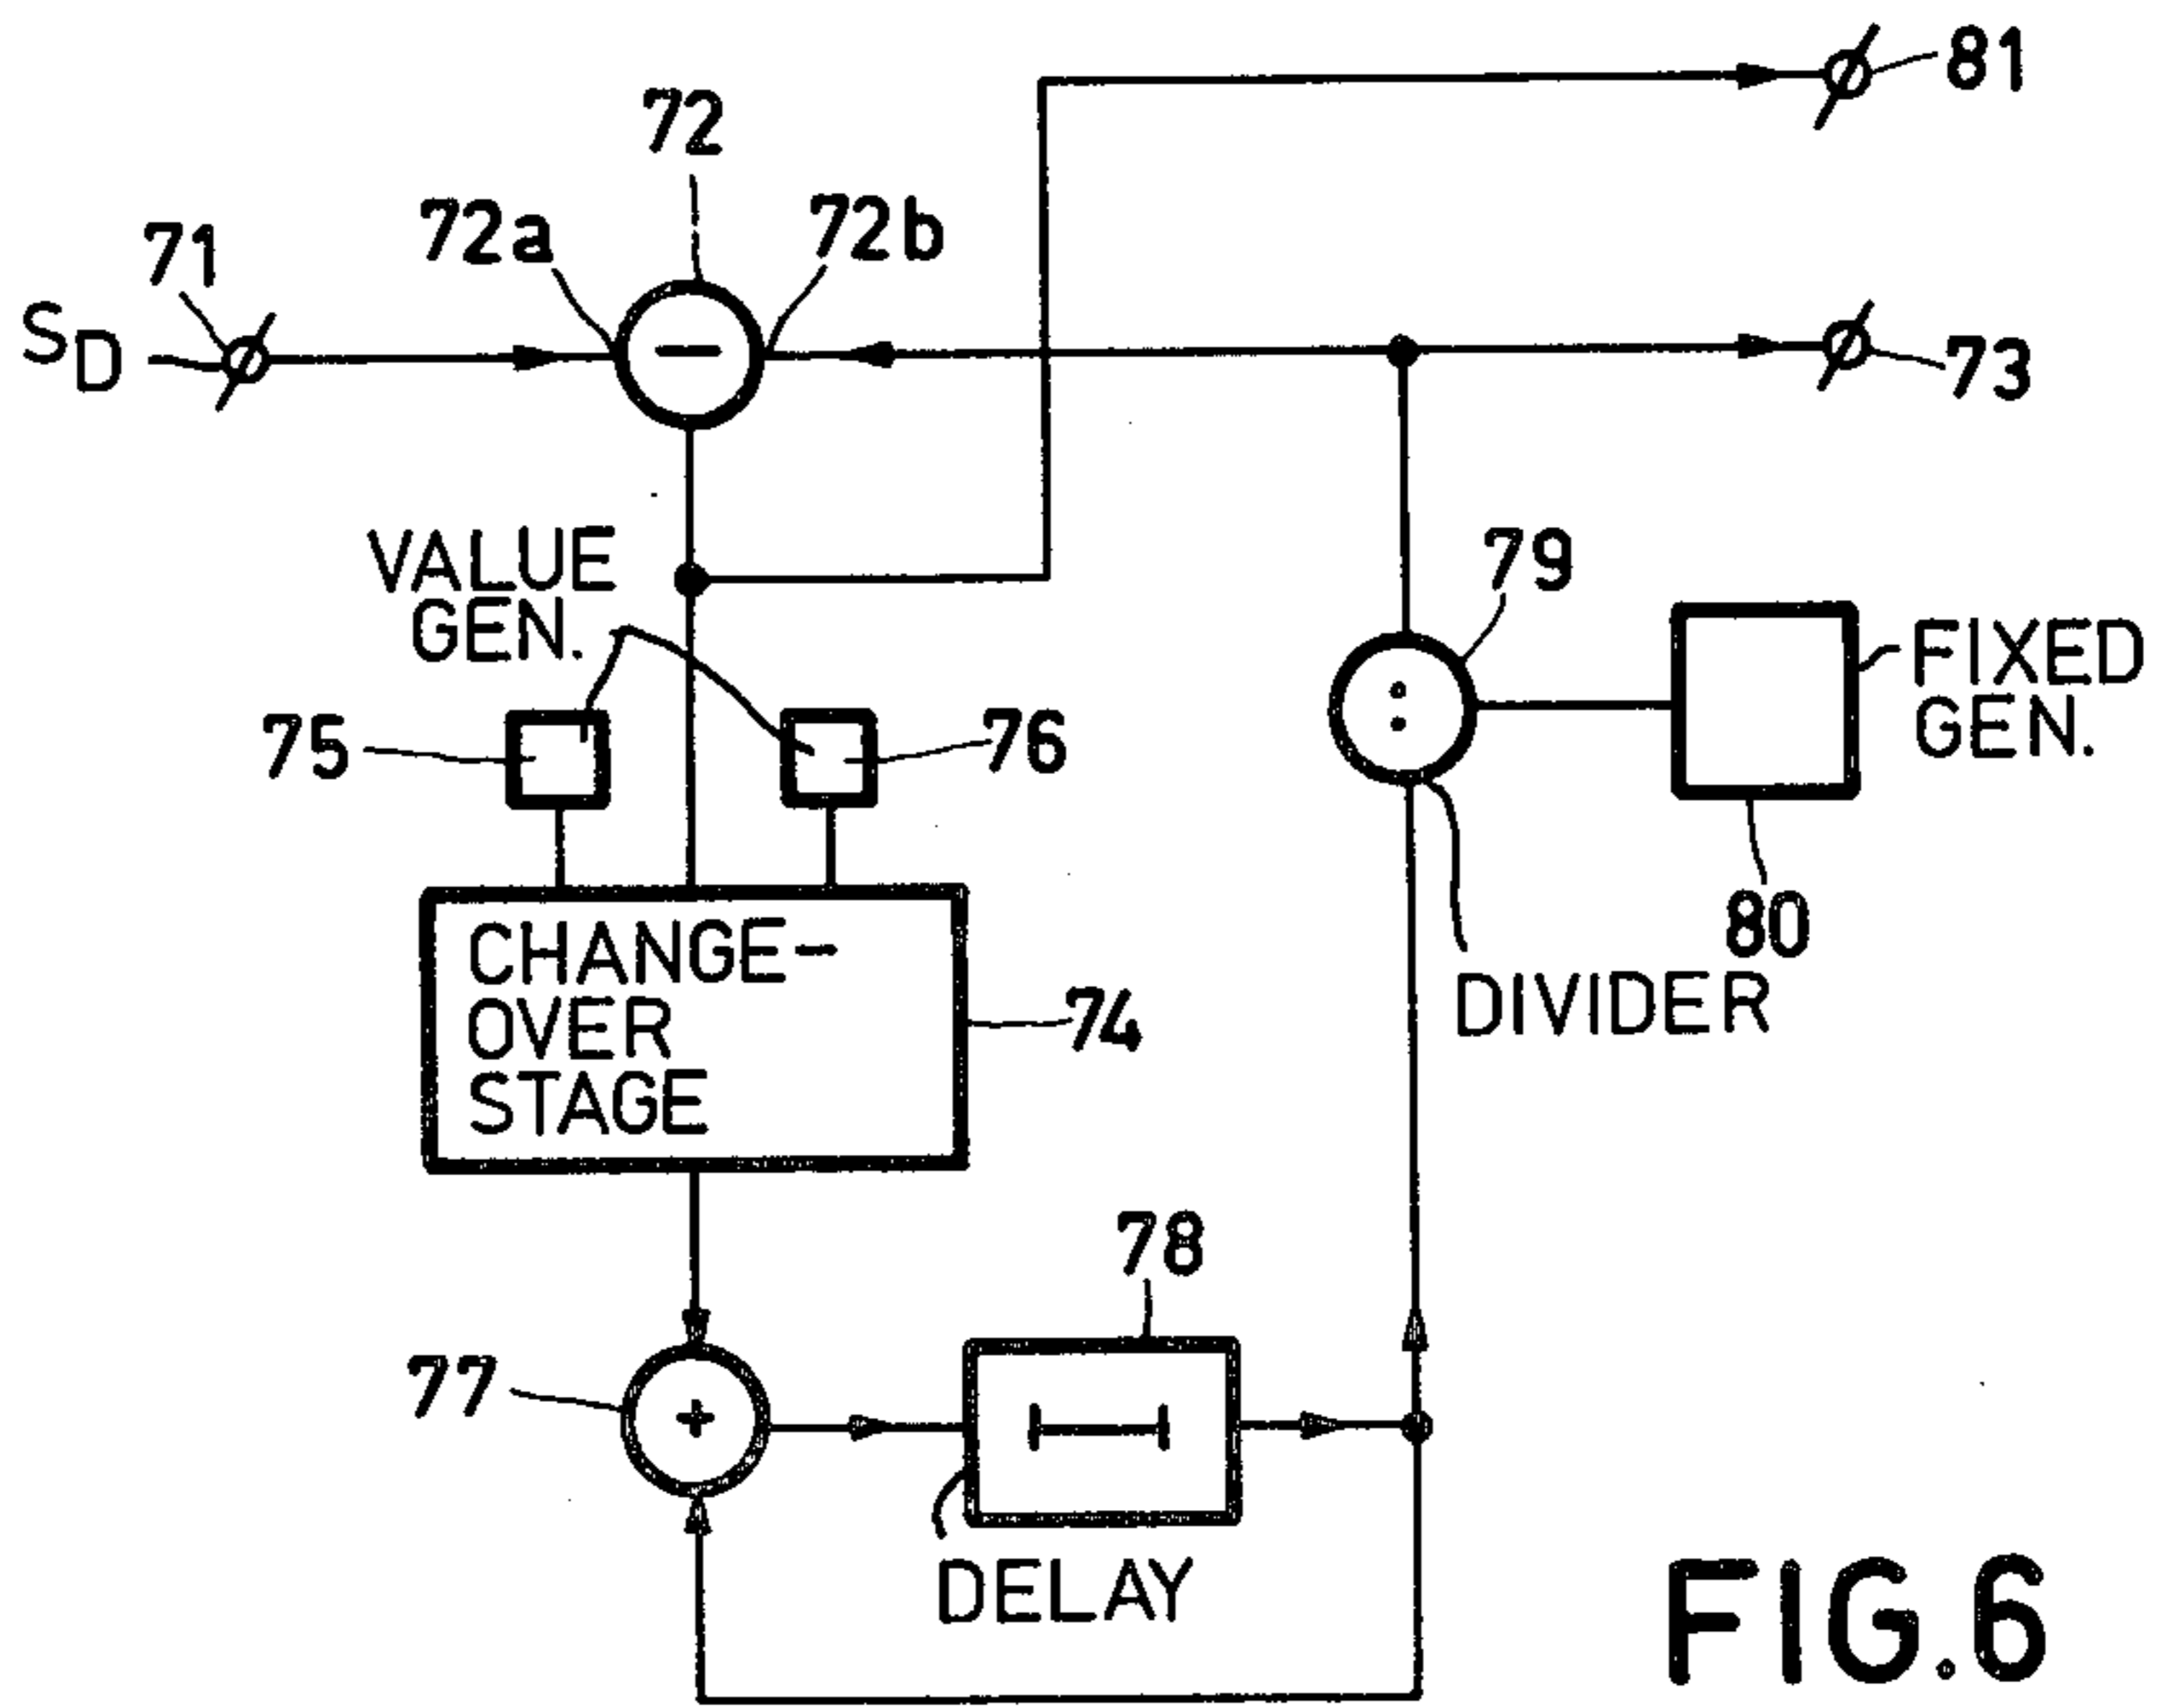 81
72
72a
72b
71
SD
73
VALUE
GEN.
79
FIXED
GEN.
75
76
80
CHANGE-
OVER
STAGE
74
DIVIDER
78
77
DELAY
FIG.6